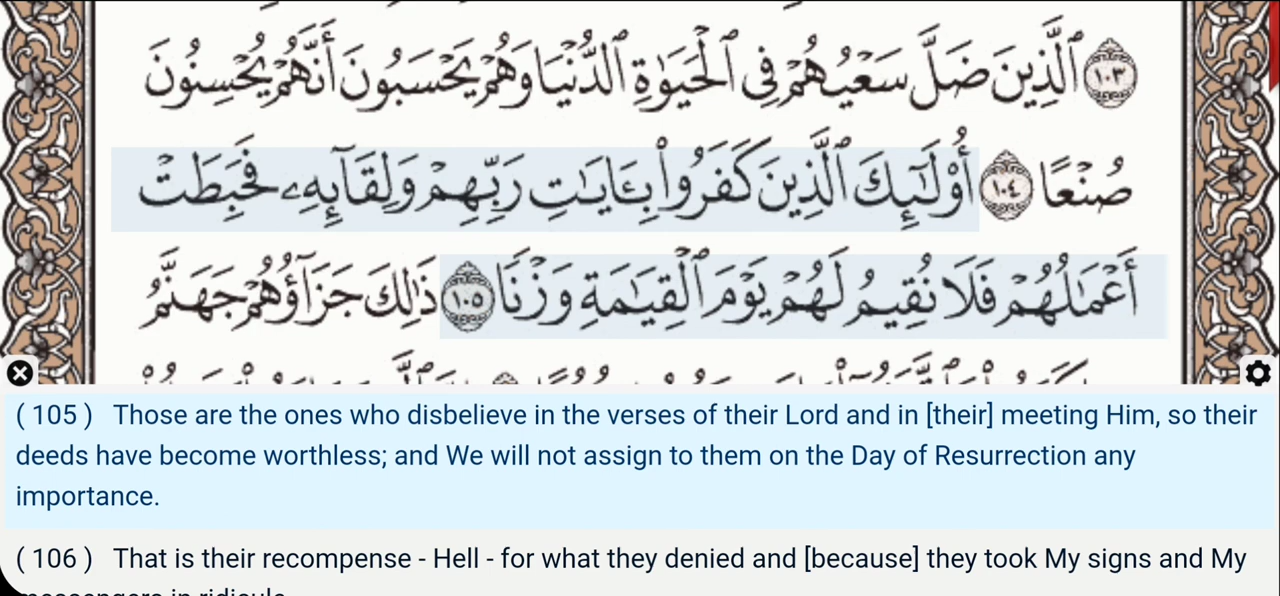 ١٠٣ ٱلَّذِينَ ضَلَّ سَعْيُهُمْ فِى ٱلْحَيَوٰةِ ٱلدُّنْيَا وَهُمْ يَحْسَبُونَ أَنَّهُمْ يُحْسِنُونَ
صُنْعًا ١٠٤ أُو۟لَـٰٓئِكَ ٱلَّذِينَ كَفَرُوا۟ بِـَٔايَـٰتِ رَبِّهِمْ وَلِقَآئِهِۦ فَحَبِطَتْ
أَعْمَـٰلُهُمْ فَلَا نُقِيمُ لَهُمْ يَوْمَ ٱلْقِيَـٰمَةِ وَزْنًا ١٠٥ ذَٰلِكَ جَزَآؤُهُمْ جَهَنَّمُ
( 105 ) Those are the ones who disbelieve in the verses of their Lord and in [their] meeting Him, so their
deeds have become worthless; and We will not assign to them on the Day of Resurrection any
importance.
( 106 ) That is their recompense - Hell - for what they denied and [because] they took My signs and My